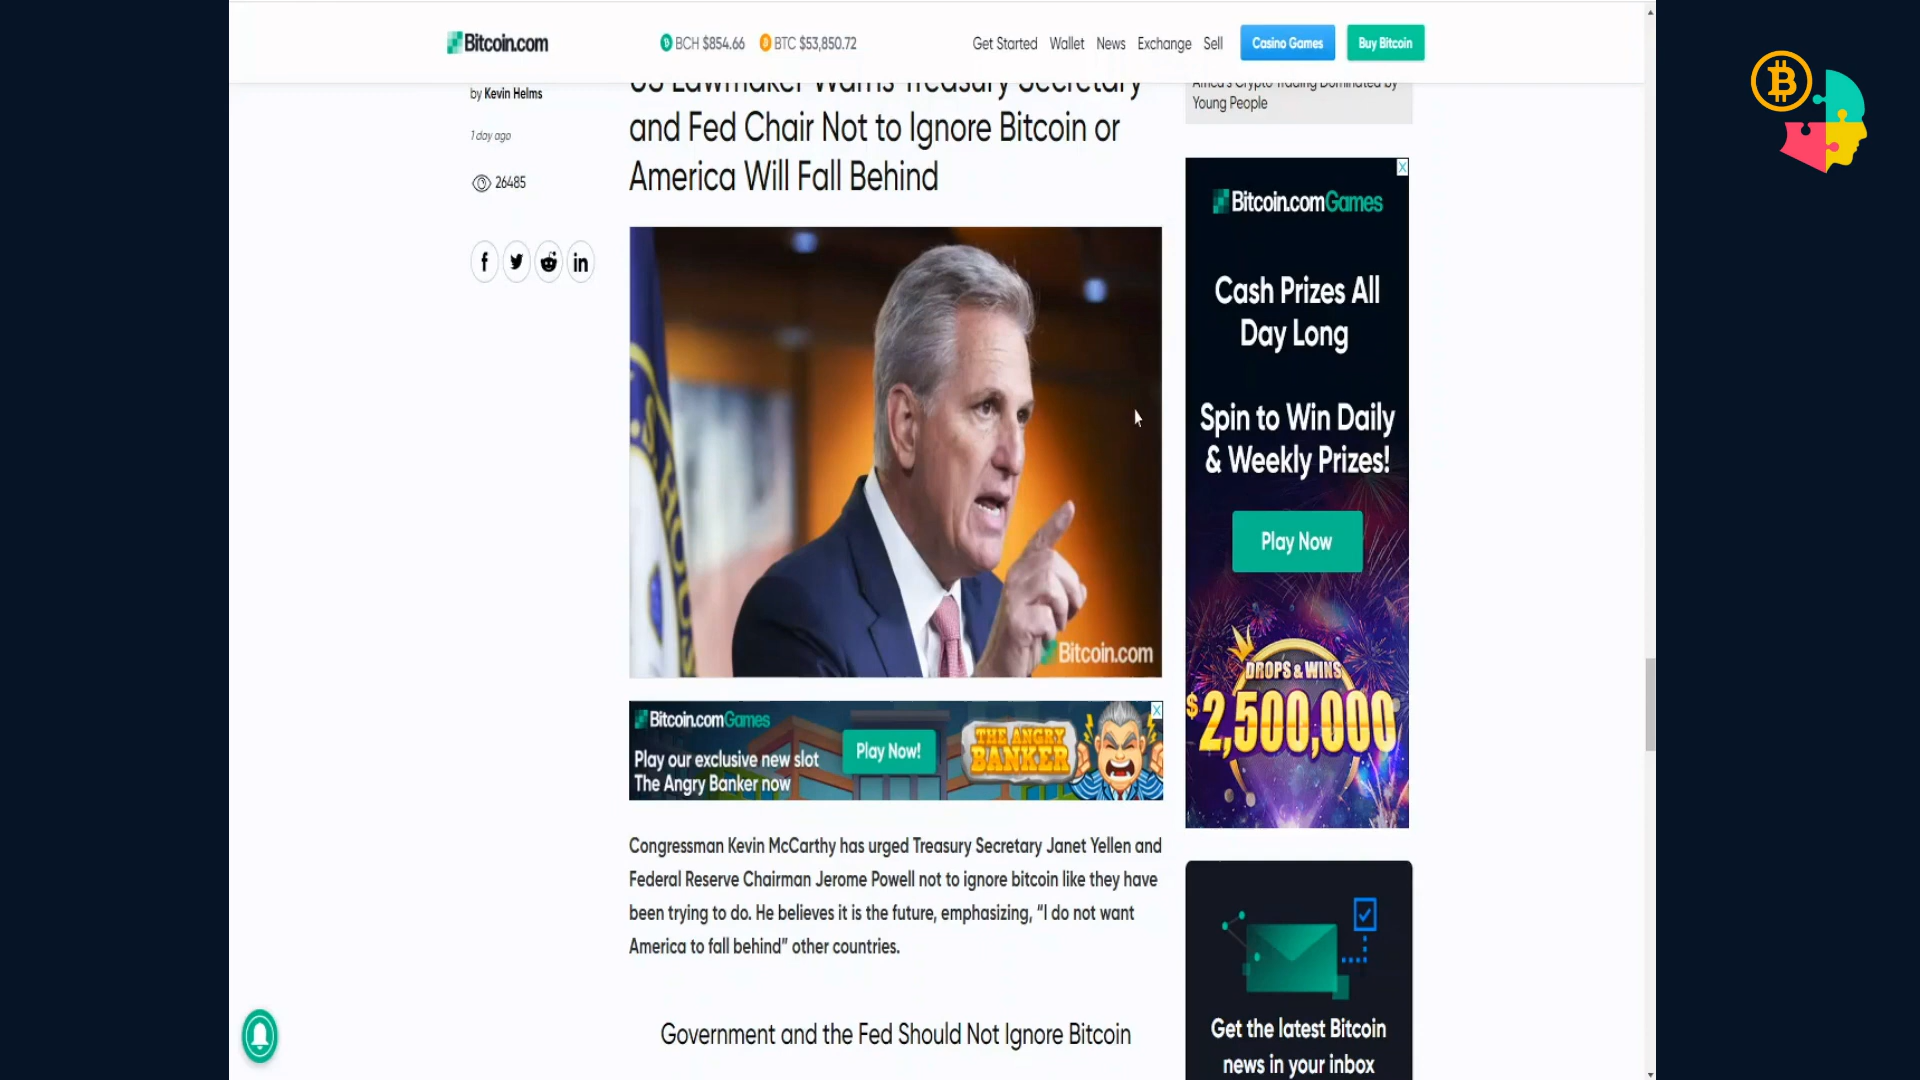 Bitcoin.com
BCH $854.66
BTC $53,850.72
Get Started
Wallet
News
Exchange
Sell
Casino Games
Buy Bitcoin
by Kevin Helms
1 day ago
26485
US Lawmaker Warns Treasury Secretary
and Fed Chair Not to Ignore Bitcoin or
America Will Fall Behind
Bitcoin.com
Bitcoin.comGames
Play our exclusive new slot
The Angry Banker now
Play Now!
THE ANGRY
BANKER
Congressman Kevin McCarthy has urged Treasury Secretary Janet Yellen and
Federal Reserve Chairman Jerome Powell not to ignore bitcoin like they have
been trying to do. He believes it is the future, emphasizing, “I do not want
America to fall behind” other countries.
Government and the Fed Should Not Ignore Bitcoin
Africa's Crypto Trading Dominated by
Young People
Bitcoin.comGames
Cash Prizes All
Day Long
Spin to Win Daily
& Weekly Prizes!
Play Now
DROPS & WINS
$2,500,000
Get the latest Bitcoin
news in your inbox